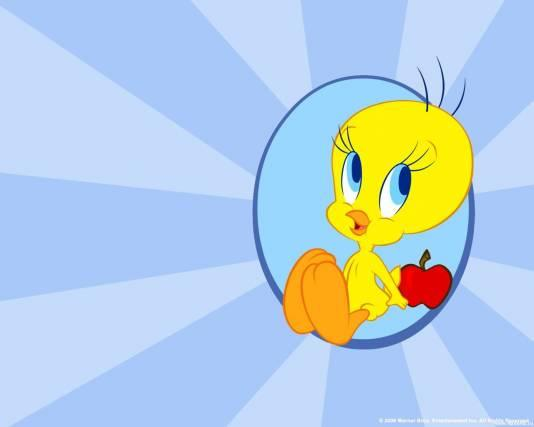 © 2006 Warner Bros. Entertainment Inc. All Rights Reserved